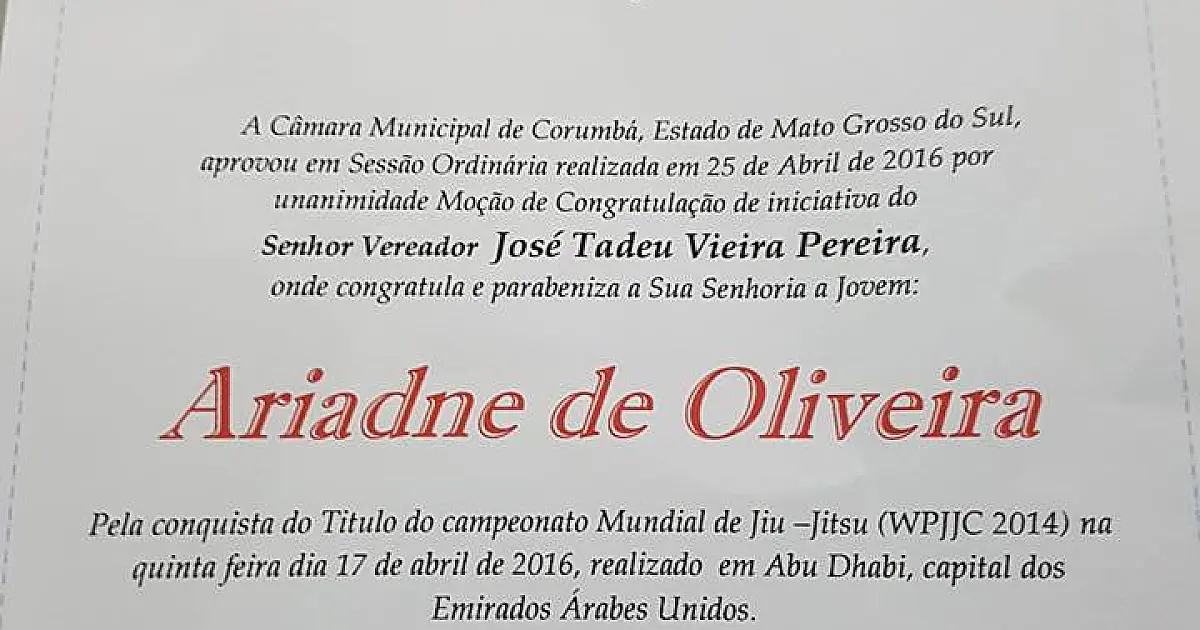 A Câmara Municipal de Corumbá, Estado de Mato Grosso do Sul,
aprovou em Sessão Ordinária realizada em 25 de Abril de 2016 por
unanimidade Moção de Congratulação de iniciativa do
Senhor Vereador José Tadeu Vieira Pereira,
onde congratula e parabeniza a Sua Senhoria a Jovem:
Ariadne de Oliveira
Pela conquista do Titulo do campeonato Mundial de Jiu –Jitsu (WPJJC 2014) na
quinta feira dia 17 de abril de 2016, realizado em Abu Dhabi, capital dos
Emirados Árabes Unidos.